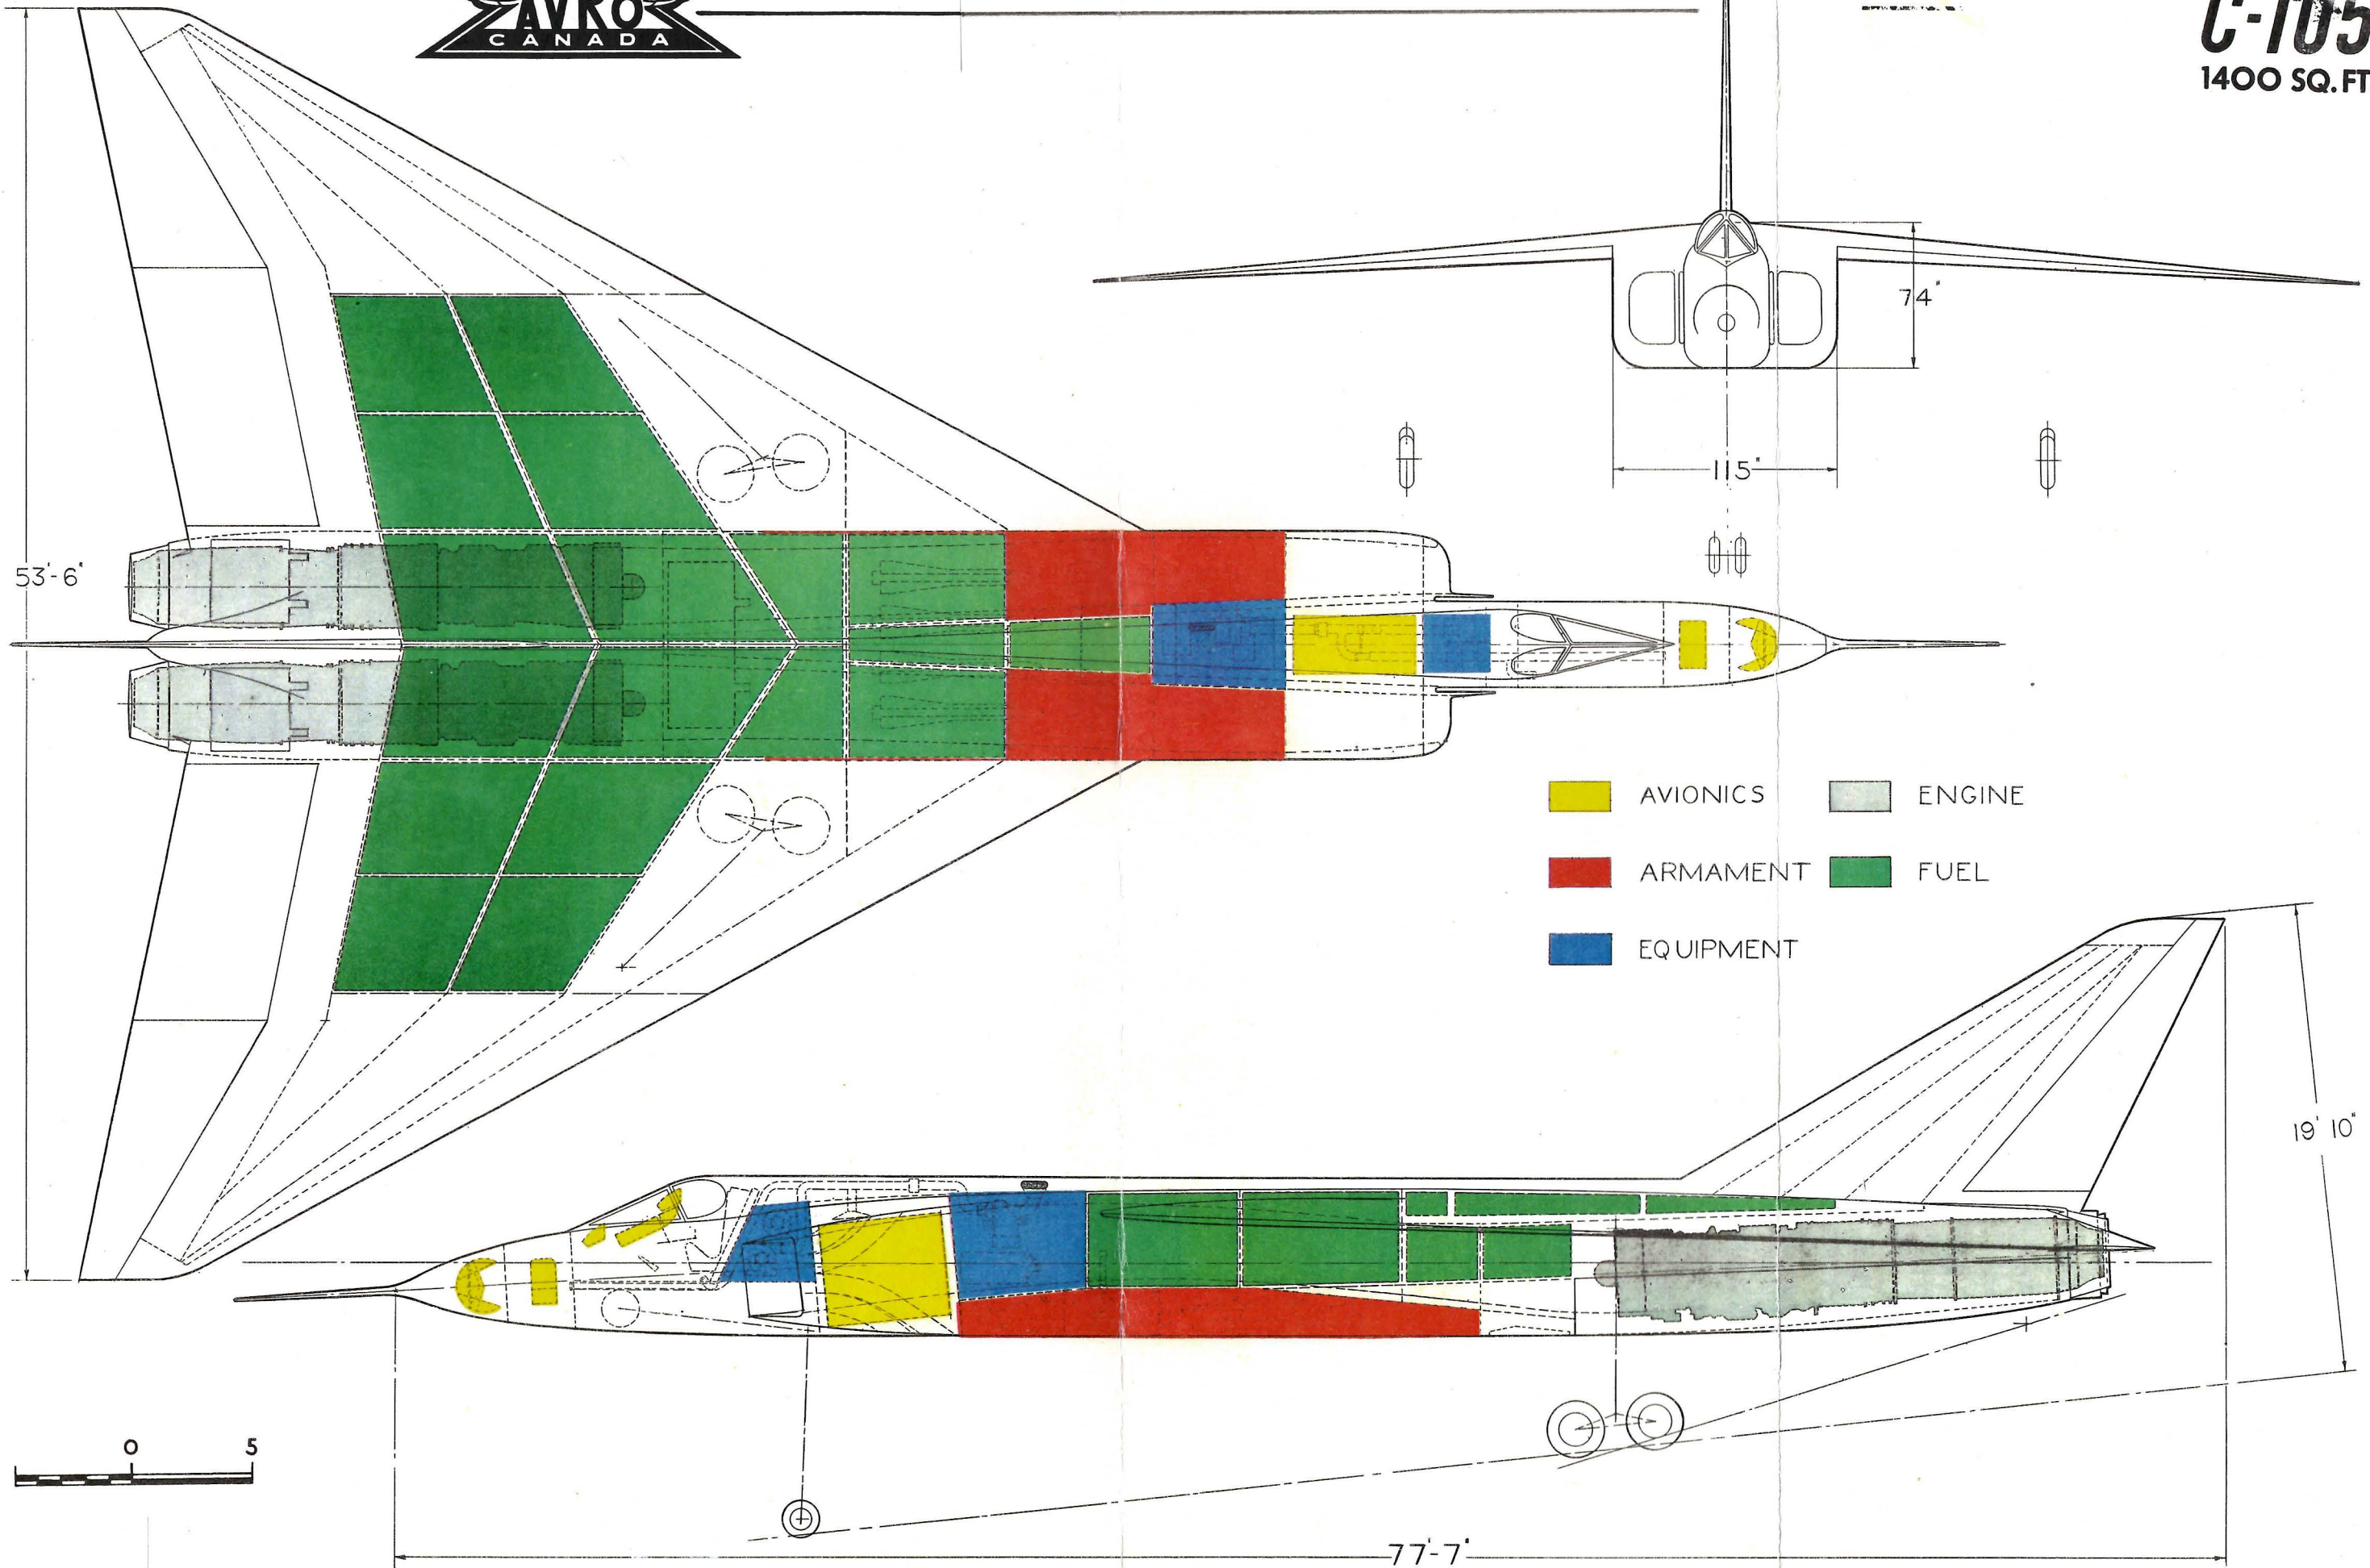 AVRO
CANADA
C-105
1400 SQ. FT
74"
115"
53'-6"
AVIONICS
ENGINE
ARMAMENT
FUEL
EQUIPMENT
19' 10"
0 5
77'-7"